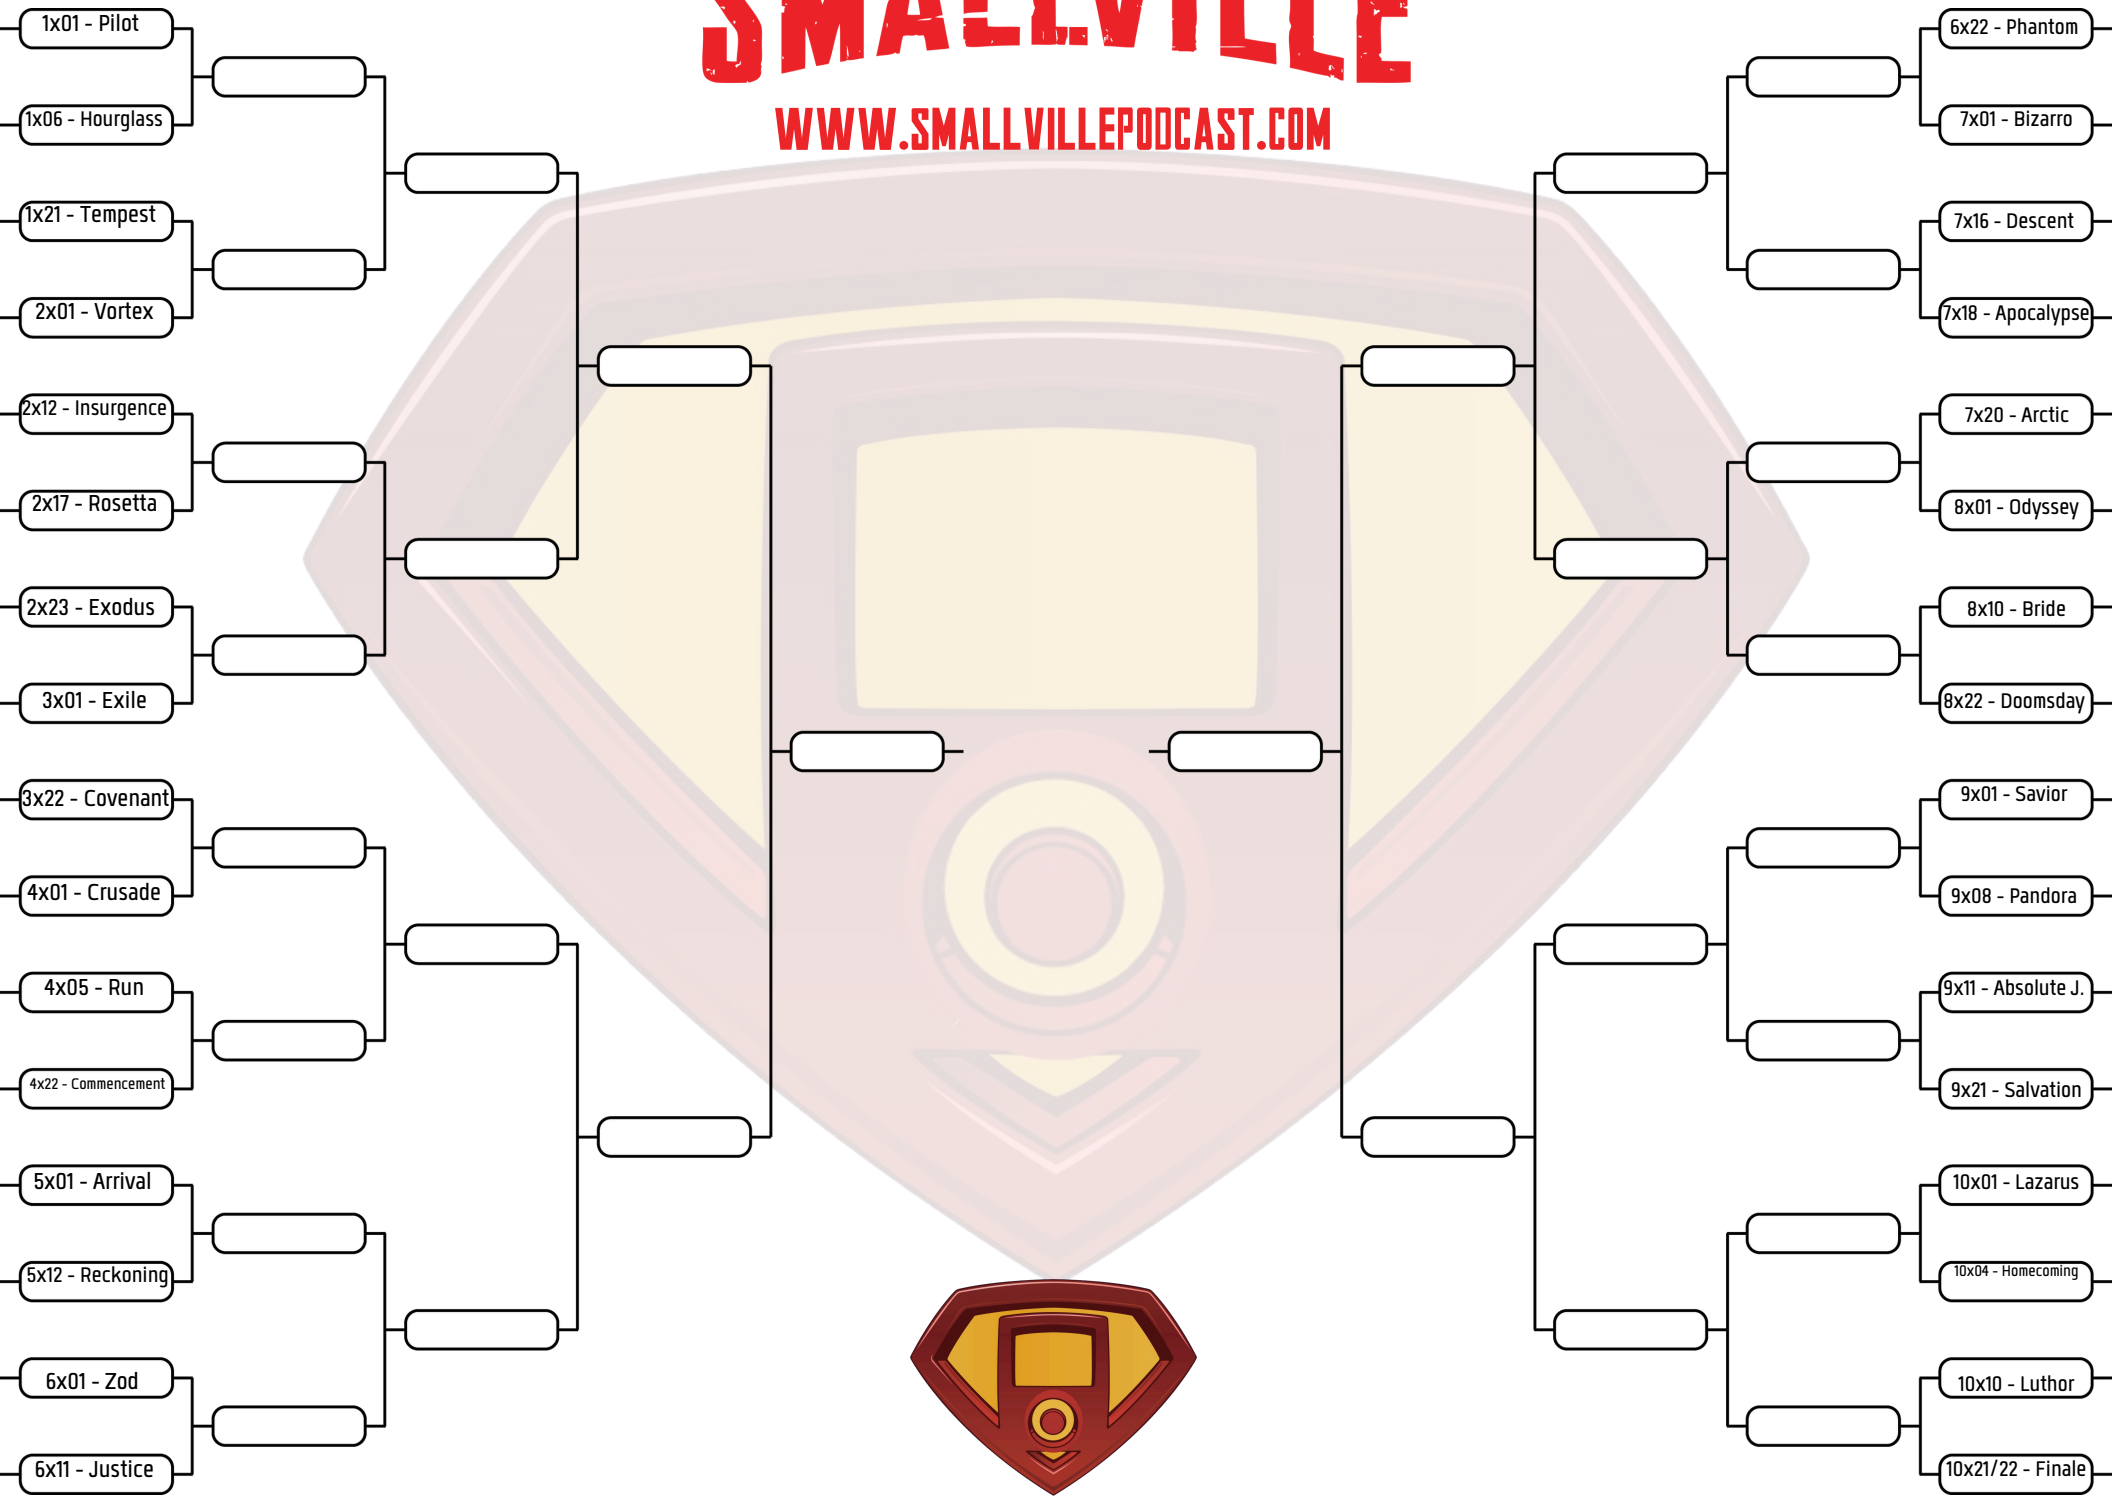 SMALLVILLE
WWW.SMALLVILLEPODCAST.COM
1x01 - Pilot
1x06 - Hourglass
1x21 - Tempest
2x01 - Vortex
2x12 - Insurgence
2x17 - Rosetta
2x23 - Exodus
3x01 - Exile
3x22 - Covenant
4x01 - Crusade
4x05 - Run
4x22 - Commencement
5x01 - Arrival
5x12 - Reckoning
6x01 - Zod
6x11 - Justice
6x22 - Phantom
7x01 - Bizarro
7x16 - Descent
7x18 - Apocalypse
7x20 - Arctic
8x01 - Odyssey
8x10 - Bride
8x22 - Doomsday
9x01 - Savior
9x08 - Pandora
9x11 - Absolute J.
9x21 - Salvation
10x01 - Lazarus
10x04 - Homecoming
10x10 - Luthor
10x21/22 - Finale